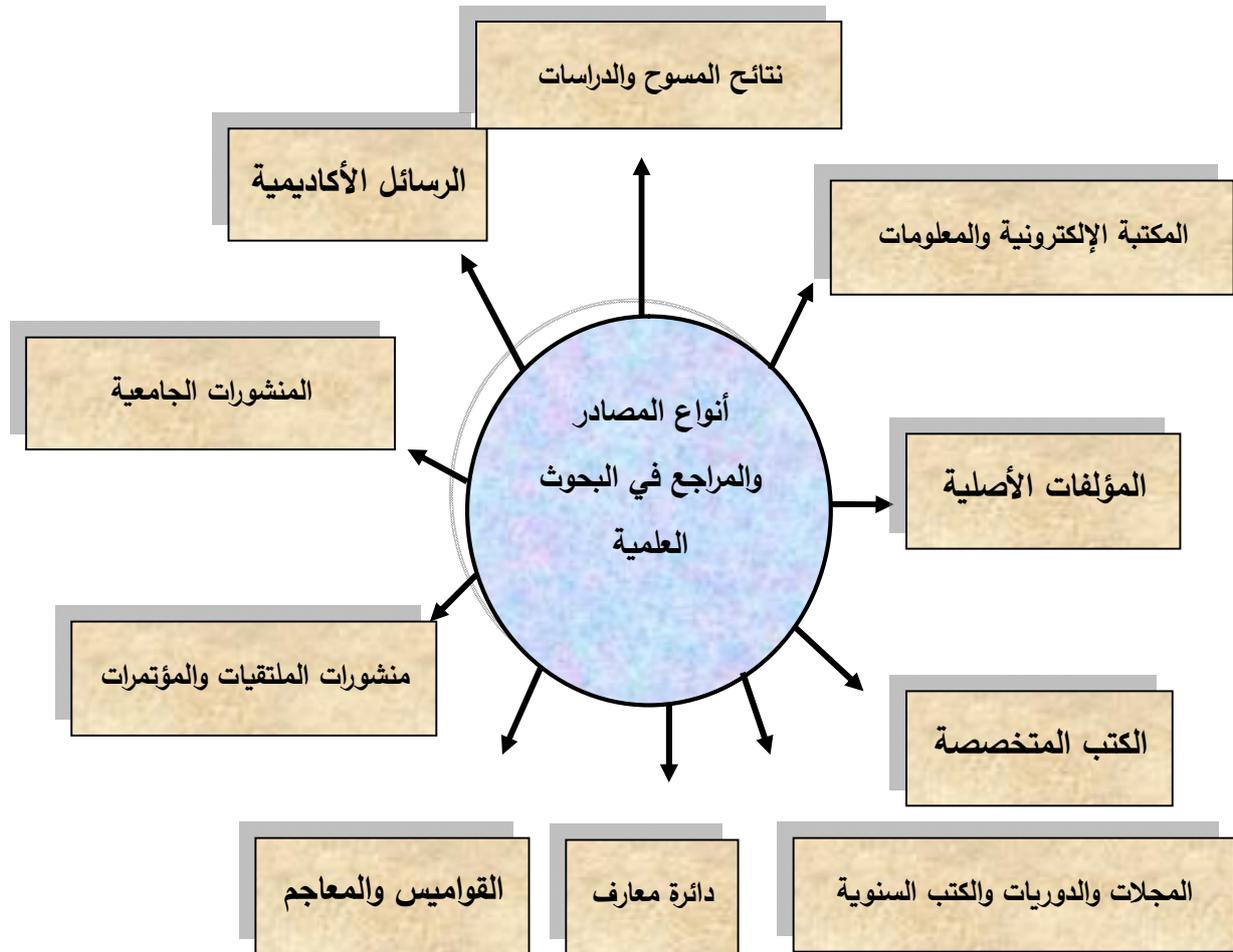 نتائج المسوح والدراسات
الرسائل الأكاديمية
المكتبة الإلكترونية والمعلومات
المنشورات الجامعية
أنواع المصادر
والمراجع في البحوث
العلمية
المؤلفات الأصلية
منشورات الملتقيات والمؤتمرات
الكتب المتخصصة
المجلات والدوريات والكتب السنوية
دائرة معارف
القواميس والمعاجم